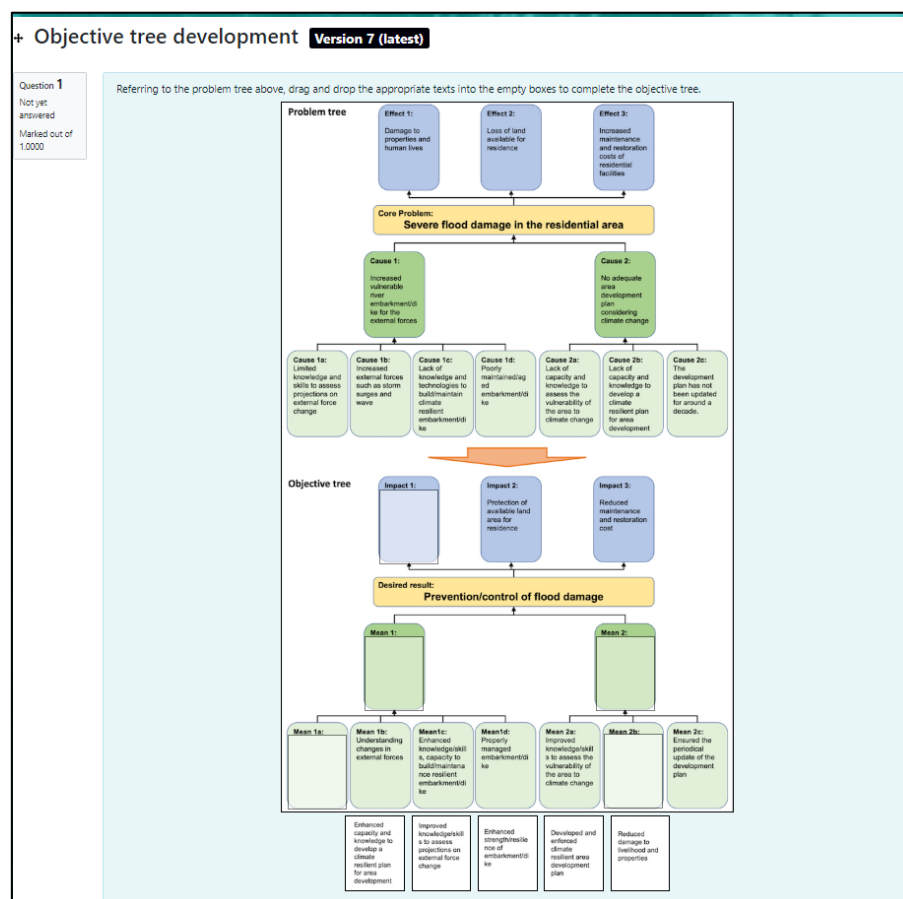 + Objective tree development Version 7 (latest)
Question 1
Not yet
answered
Marked out of
1.0000
Referring to the problem tree above, drag and drop the appropriate texts into the empty boxes to complete the objective tree.
Problem tree
Effect 1:
Damage to
properties and
human lives
Effect 2:
Loss of land
available for
residence
Effect 3:
Increased
maintenance
and restoration
costs of
residential
facilities
Core Problem:
Severe flood damage in the residential area
Cause 1:
Increased
vulnerable
river
embarkment/di
ke for the
external forces
Cause 2:
No adequate
area
development
plan
considering
climate change
Cause 1a:
Limited
knowledge and
skills to assess
projections on
external force
change
Cause 1b:
Increased
external forces
such as storm
surges and
wave
Cause 1c:
Lack of
knowledge and
technologies to
build/maintain
climate
resilient
embarkment/di
ke
Cause 1d:
Poorly
maintained/ag
ed
embarkment/di
ke
Cause 2a:
Lack of
capacity and
knowledge to
assess the
vulnerability of
the area to
climate change
Cause 2b:
Lack of
capacity and
knowledge to
develop a
climate
resilient plan
for area
development
Cause 2c:
The
development
plan has not
been updated
for around a
decade.
Objective tree
Impact 1:
Impact 2:
Protection of
available land
area for
residence
Impact 3:
Reduced
maintenance
and restoration
cost
Desired result:
Prevention/control of flood damage
Mean 1:
Mean 2:
Mean 1a:
Mean 1b:
Understanding
changes in
external forces
Mean1c:
Enhanced
knowledge/skill
s, capacity to
build/maintena
nce resilient
embarkment/di
ke
Mean1d:
Properly
managed
embarkment/di
ke
Mean 2a:
Improved
knowledge/skill
s to assess the
vulnerability of
the area to
climate change
Mean 2b:
Mean 2c:
Ensured the
periodical
update of the
development
plan
Enhanced
capacity and
knowledge to
develop a
climate
resilient plan
for area
development
Improved
knowledge/skil
s to assess
projections on
external force
change
Enhanced
strength/resilie
nce of
embarkment/di
ke
Developed and
enforced
climate
resilient area
development
plan
Reduced
damage to
livelihood and
properties